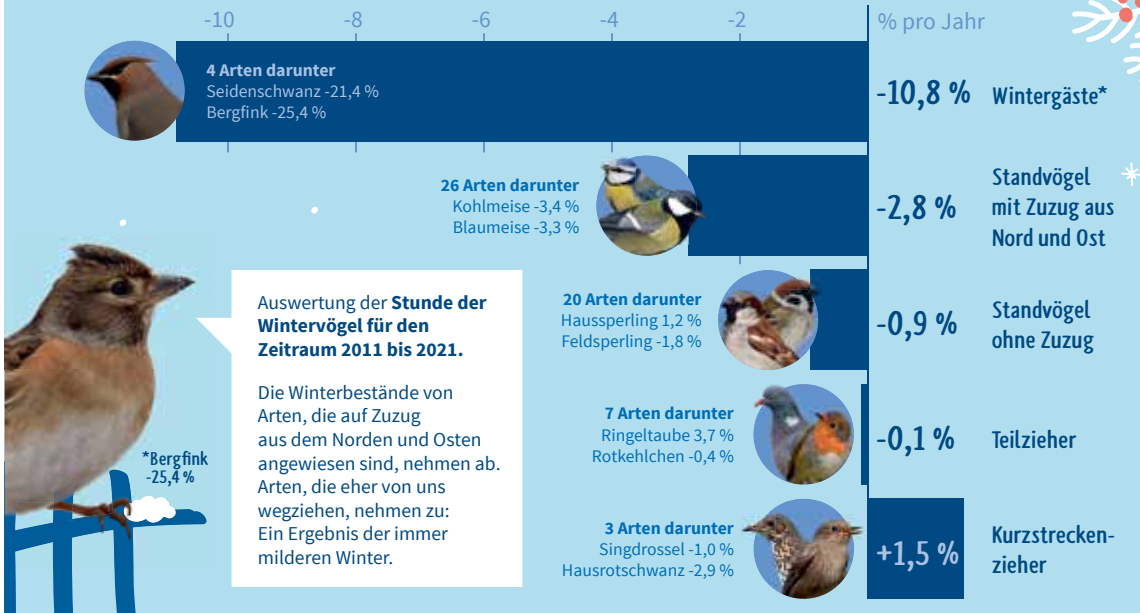 -10 -8 -6 -4 -2 % pro Jahr
4 Arten darunter
Seidenschwanz -21,4 %
Bergfink -25,4 %
-10,8 % Wintergäste*
26 Arten darunter
Kohlmeise -3,4 %
Blaumeise -3,3 %
-2,8 %
Standvögel
mit Zuzug aus
Nord und Ost
20 Arten darunter
Haussperling 1,2 %
Feldsperling -1,8 %
-0,9 %
Standvögel
ohne Zuzug
Auswertung der Stunde der
Wintervögel für den
Zeitraum 2011 bis 2021.
Die Winterbestände von
Arten, die auf Zuzug
aus dem Norden und Osten
angewiesen sind, nehmen ab.
Arten, die eher von uns
wegziehen, nehmen zu:
Ein Ergebnis der immer
milderen Winter.
*Bergfink
-25,4 %
7 Arten darunter
Ringeltaube 3,7 %
Rotkehlchen -0,4 %
-0,1 % Teilzieher
3 Arten darunter
Singdrossel -1,0 %
Hausrotschwanz -2,9 %
+1,5 %
Kurzstrecken-
zieher